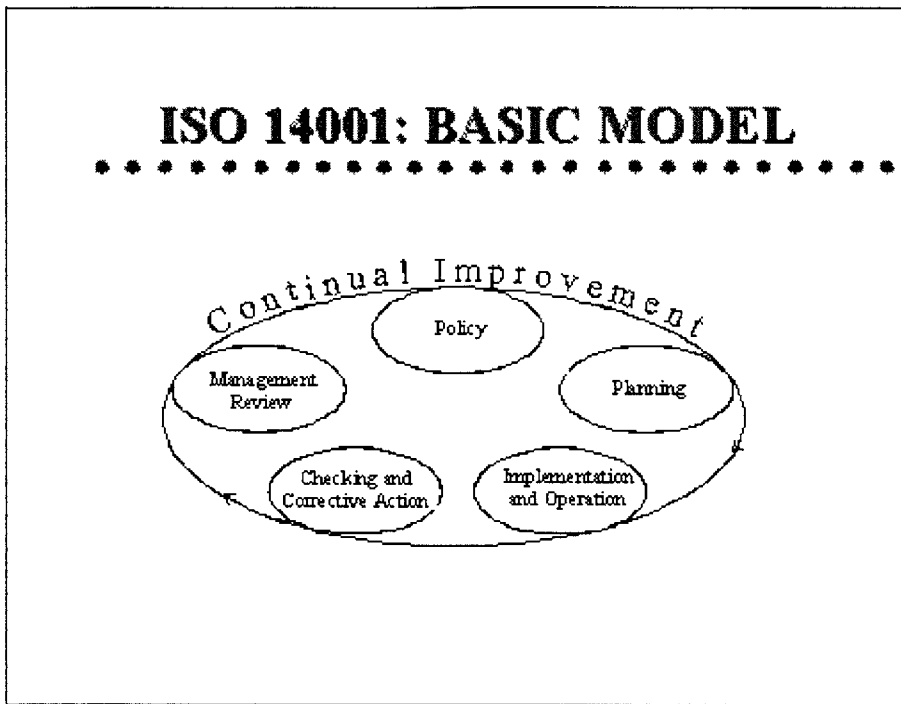 ISO 14001: BASIC MODEL
Continual Improvement
Policy
Management
Review
Planning
Checking and
Corrective Action
Implementation
and Operation